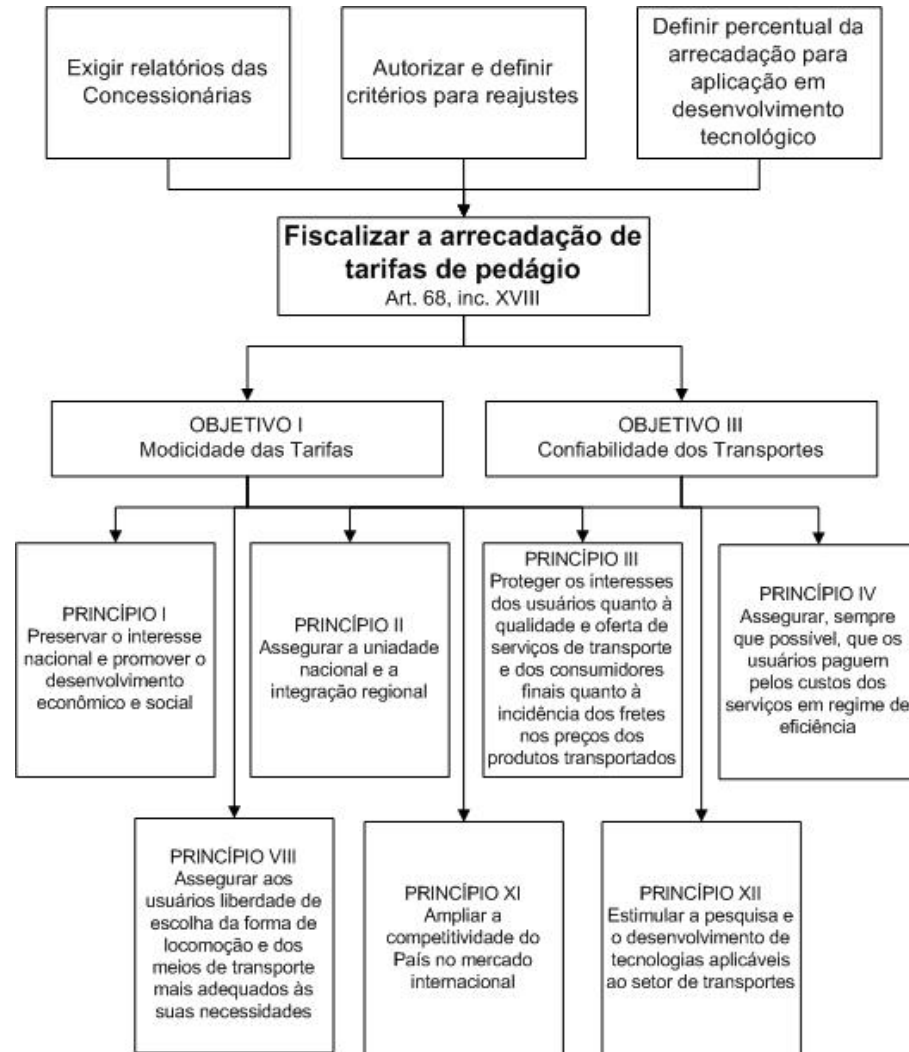 Exigir relatórios das
Concessionárias
Autorizar e definir
critérios para reajustes
Definir percentual da
arrecadação para
aplicação em
desenvolvimento
tecnológico
Fiscalizar a arrecadação de
tarifas de pedágio
Art. 68, inc. XVIII
OBJETIVO I
Modicidade das Tarifas
OBJETIVO III
Confiabilidade dos Transportes
PRINCÍPIO I
Preservar o interesse
nacional e promover o
desenvolvimento
econômico e social
PRINCÍPIO II
Assegurar a uniadade
nacional e a
integração regional
PRINCÍPIO III
Proteger os interesses
dos usuários quanto à
qualidade e oferta de
serviços de transporte
e dos consumidores
finais quanto à
incidência dos fretes
nos preços dos
produtos transportados
PRINCÍPIO IV
Assegurar, sempre
que possível, que os
usuários paguem
pelos custos dos
serviços em regime de
eficiência
PRINCÍPIO VIII
Assegurar aos
usuários liberdade de
escolha da forma de
locomoção e dos
meios de transporte
mais adequados às
suas necessidades
PRINCÍPIO XI
Ampliar a
competitividade do
País no mercado
internacional
PRINCÍPIO XII
Estimular a pesquisa e
o desenvolvimento de
tecnologias aplicáveis
ao setor de transportes